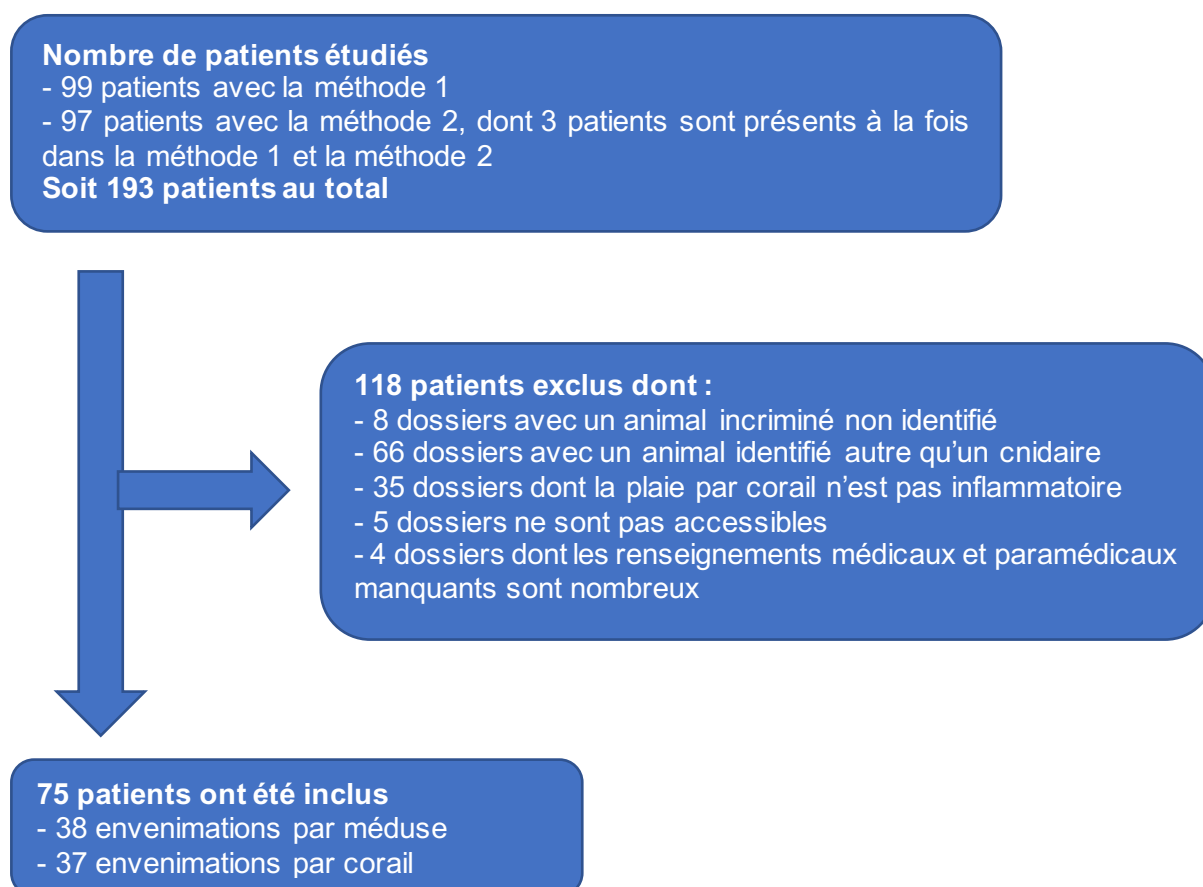 Nombre de patients étudiés
- 99 patients avec la méthode 1
- 97 patients avec la méthode 2, dont 3 patients sont présents à la fois
dans la méthode 1 et la méthode 2
Soit 193 patients au total
118 patients exclus dont :
- 8 dossiers avec un animal incriminé non identifié
- 66 dossiers avec un animal identifié autre qu’un cnidaire
- 35 dossiers dont la plaie par corail n’est pas inflammatoire
- 5 dossiers ne sont pas accessibles
- 4 dossiers dont les renseignements médicaux et paramédicaux
manquants sont nombreux
75 patients ont été inclus
- 38 envenimations par méduse
- 37 envenimations par corail